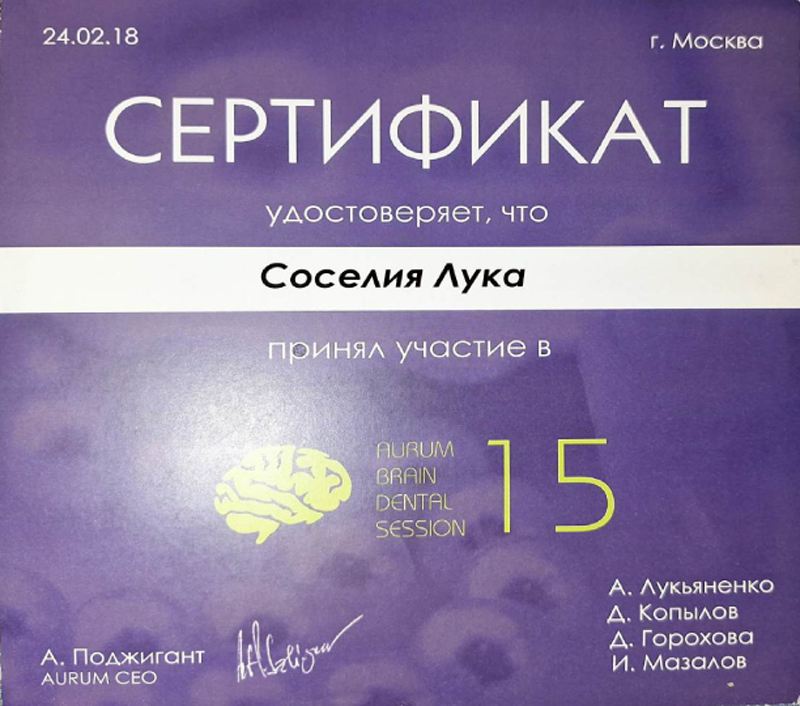 24.02.18
г. Москва
СЕРТИФИКАТ
удостоверяет, что
Соселия Лука
принял участие в
AURUM
BRAIN
DENTAL
SESSION
15
А. Лукьяненко
Д. Копылов
Д. Горохова
И. Мазалов
А. Поджигант
AURUM CEO